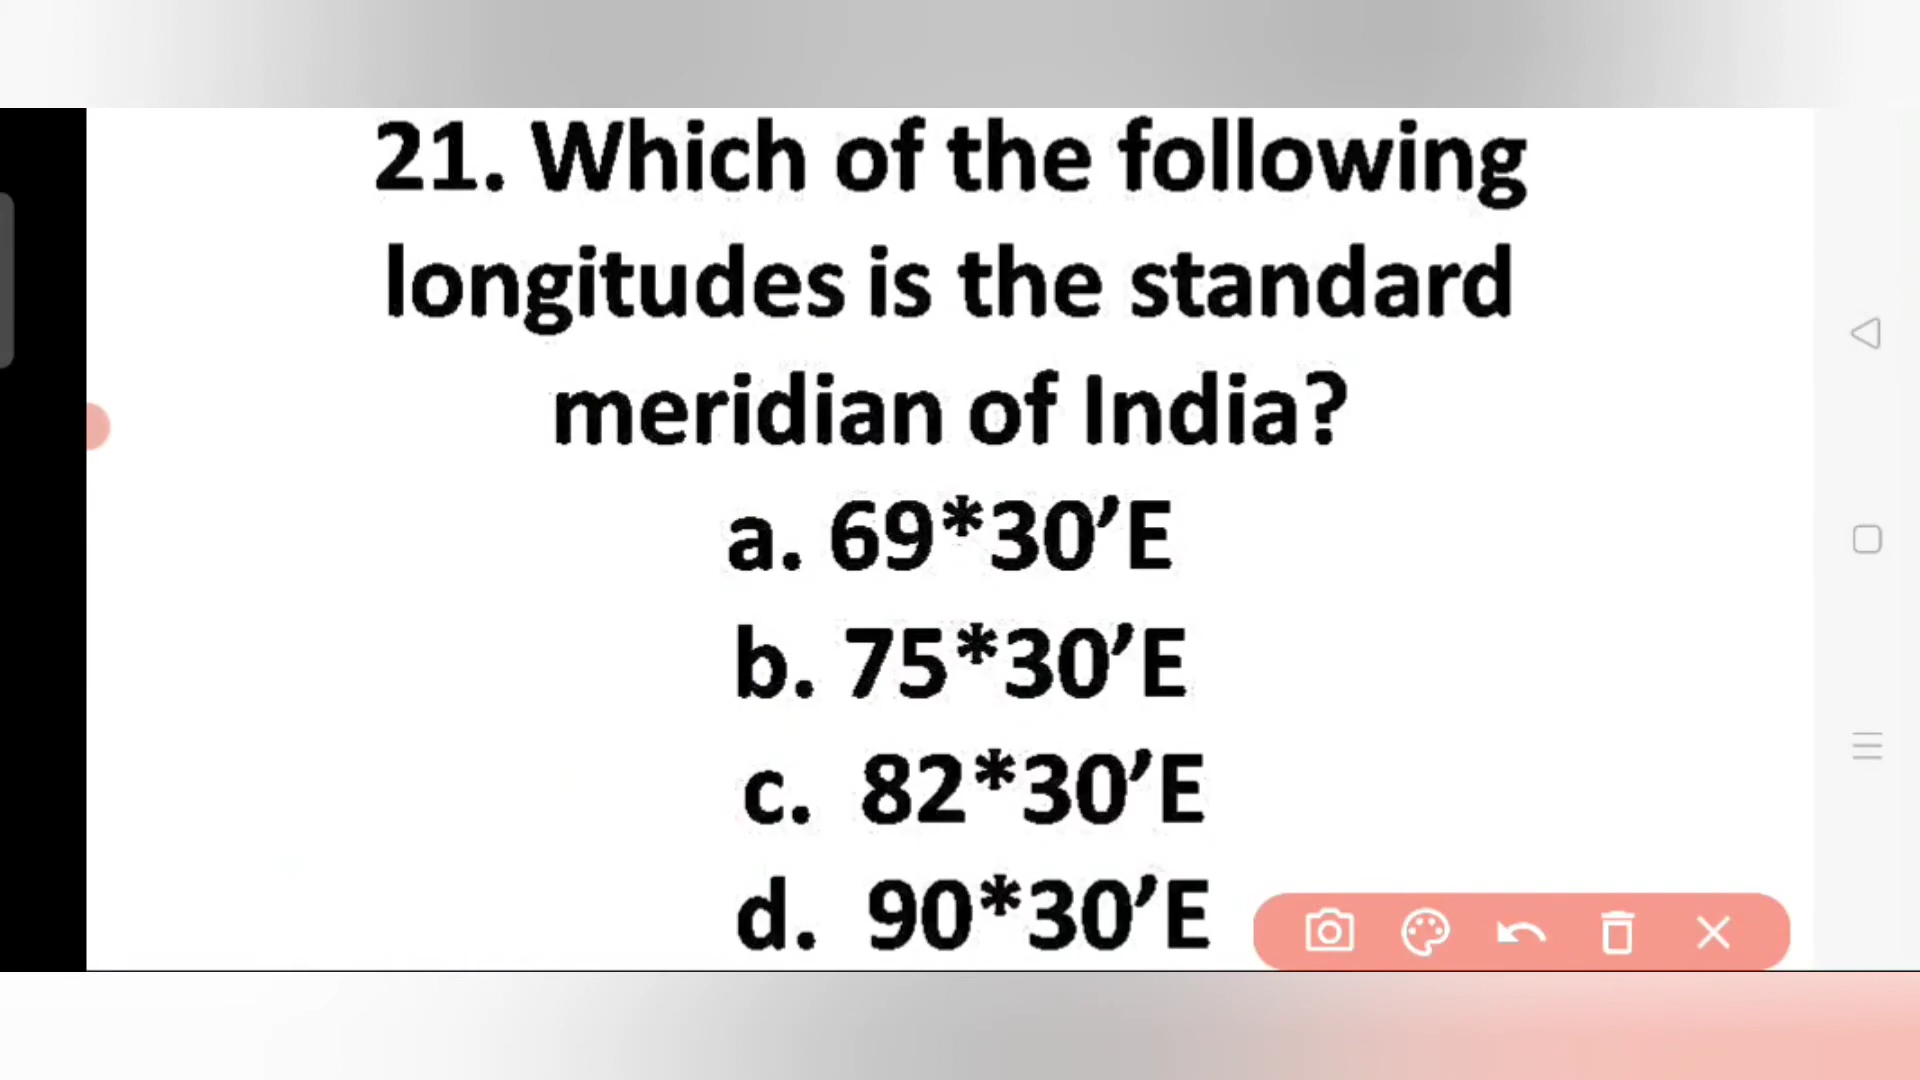 21. Which of the following
longitudes is the standard
meridian of India?
a. 69*30’E
b. 75*30’E
c. 82*30’E
d. 90*30’E